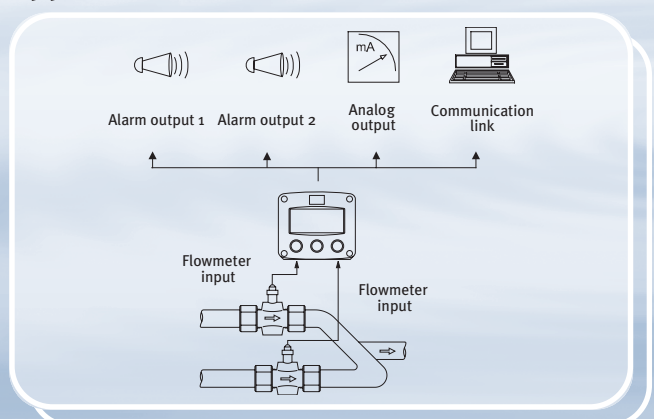 mA
Alarm output 1
Alarm output 2
Analog
output
Communication
link
Flowmeter
input
Flowmeter
input